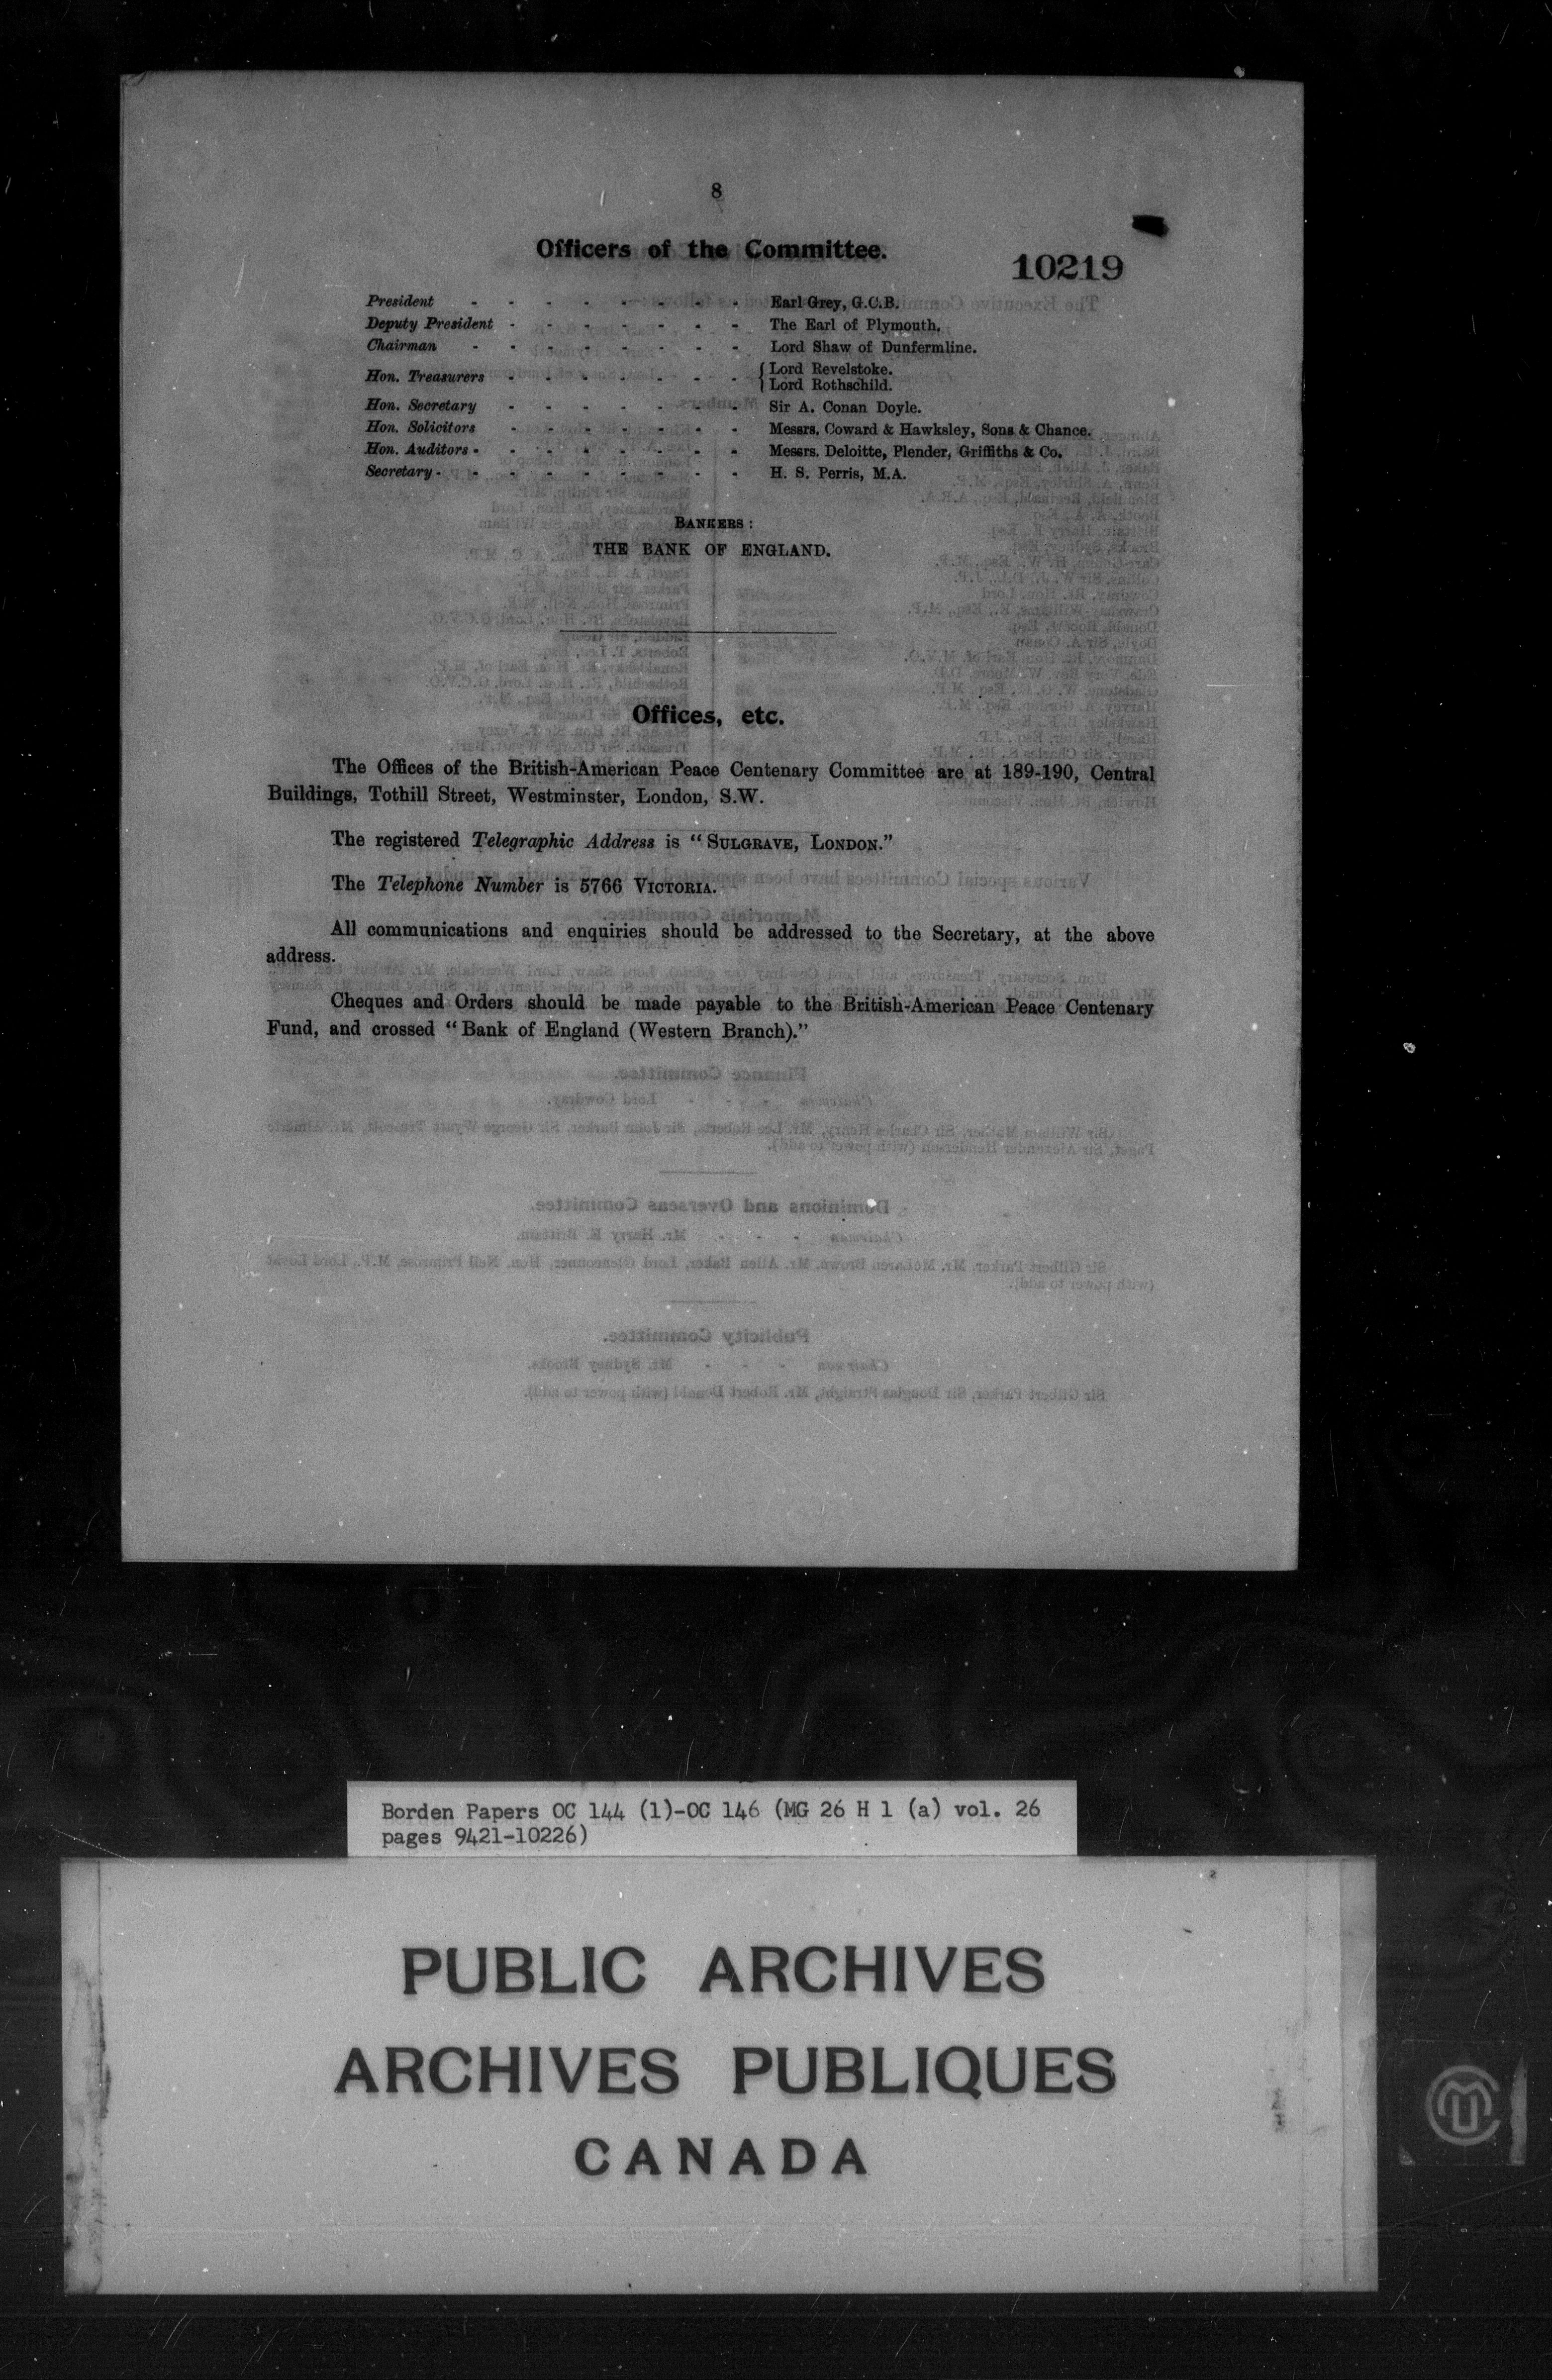 8
Officers of the Committee.
10219
President - - - - - - - - Earl Grey, G.C.B.
Deputy President - - - - - - - The Earl of Plymouth.
Chairman - - - - - - - - Lord Shaw of Dunfermline.
Hon. Treasurers - - - - - - - { Lord Revelstoke.
Lord Rothschild.
Hon. Secretary - - - - - - - Sir A. Conan Doyle.
Hon. Solicitors - - - - - - - Messrs. Coward & Hawksley, Sons & Chance.
Hon. Auditors - - - - - - - - Messrs. Deloitte, Plender, Griffiths & Co.
Secretary - - - - - - - - - H. S. Perris, M.A.
BANKERS:
THE BANK OF ENGLAND.
Offices, etc.
The Offices of the British-American Peace Centenary Committee are at 189-190, Central
Buildings, Tothill Street, Westminster, London, S.W.
The registered Telegraphic Address is “SULGRAVE, LONDON.”
The Telephone Number is 5766 VICTORIA.
All communications and enquiries should be addressed to the Secretary, at the above
address.
Cheques and Orders should be made payable to the British-American Peace Centenary
Fund, and crossed “Bank of England (Western Branch).”
Borden Papers OC 144 (1)-OC 146 (MG 26 H 1 (a) vol. 26
pages 9421-10226)
PUBLIC ARCHIVES
ARCHIVES PUBLIQUES
CANADA